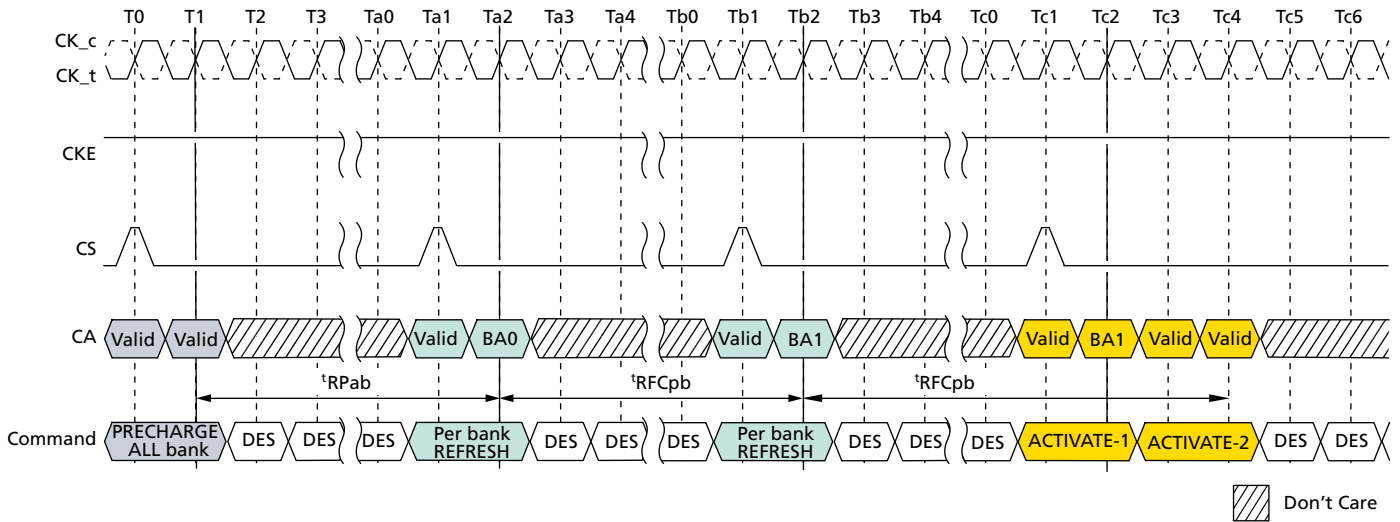 T0 T1 T2 T3 Ta0 Ta1 Ta2 Ta3 Ta4 Tb0 Tb1 Tb2 Tb3 Tb4 Tc0 Tc1 Tc2 Tc3 Tc4 Tc5 Tc6
CK_c
CK_t
CKE
CS
CA Valid Valid Valid BA0 Valid BA1 Valid BA1 Valid Valid
tRPab tRFCpb tRFCpb
Command PRECHARGE ALL bank DES DES DES Per bank REFRESH DES DES DES Per bank REFRESH DES DES DES ACTIVATE-1 ACTIVATE-2 DES DES
Don't Care